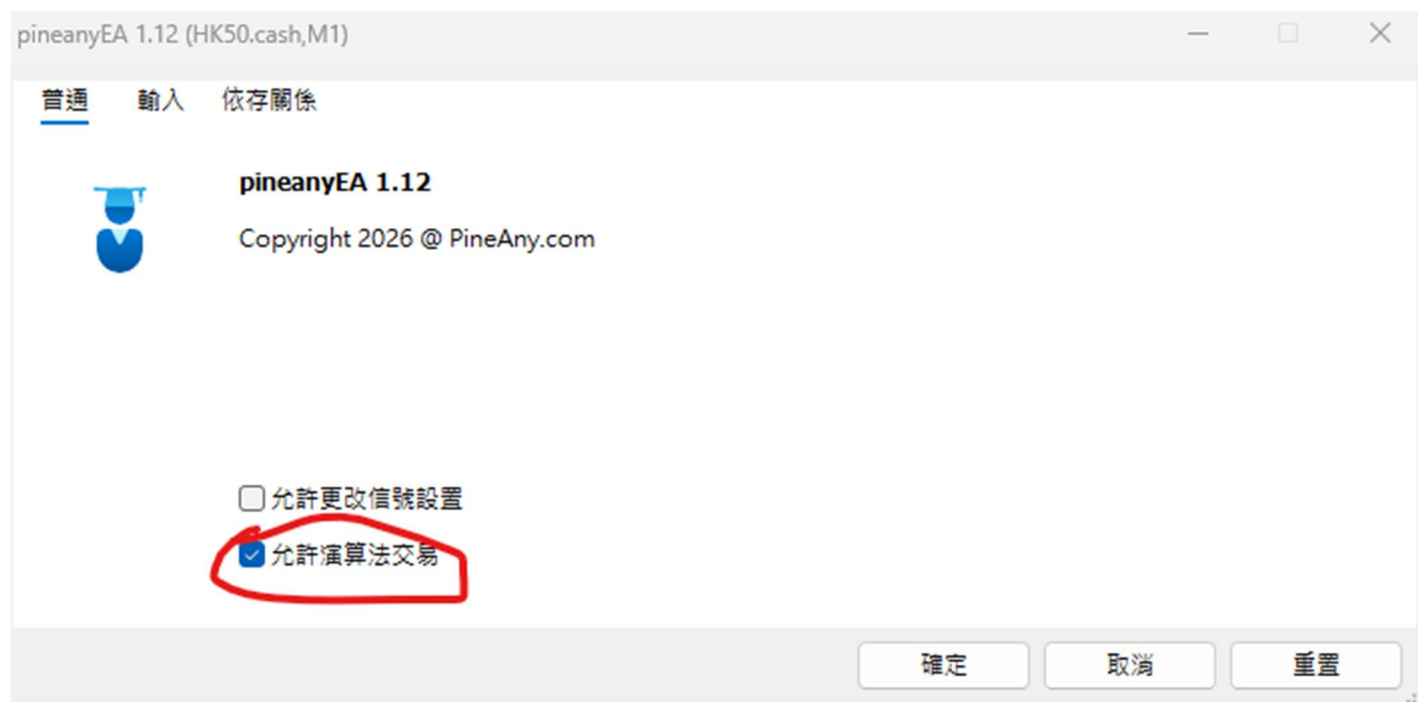 pineanyEA 1.12 (HK50.cash,M1)
普通 輸入 依存關係
pineanyEA 1.12
Copyright 2026 @ PineAny.com
允許更改信號設置
允許演算法交易
確定 取消 重置